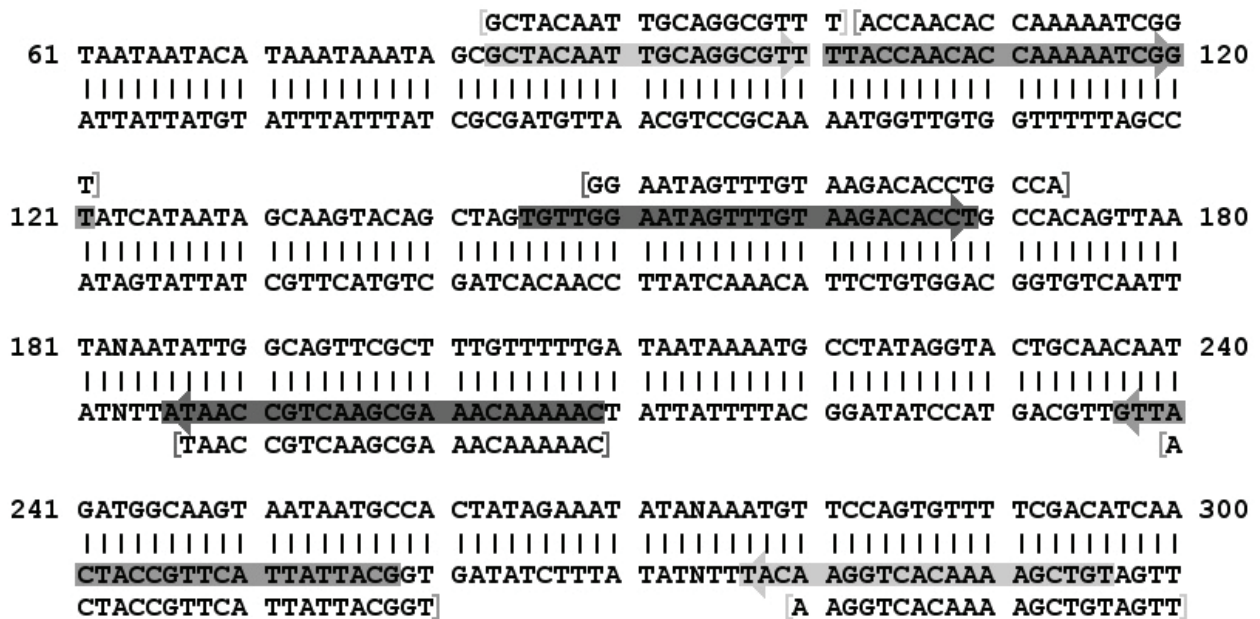 [GCTACAAT TGCAGGCGTT T] [ACCAACAC CAAAAATCGG
61 TAATAATACA TAAATAAATA GCGCTACAAT TGCAGGCGTT TTACCAACAC CAAAAATCGG 120
|||||||||| |||||||||| |||||||||| |||||||||| |||||||||| ||||||||||
ATTATTATGT ATTTATTTAT CGCGATGTTA ACGTCCGCAA AATGGTTGTG GTTTTTAGCC
T] [GG AATAGTTTGT AAGACACCTG CCA]
121 TATCATAATA GCAAGTACAG CTAGTGTTGG AATAGTTTGT AAGACACCTG CCACAGTTAA 180
|||||||||| |||||||||| |||||||||| |||||||||| |||||||||| ||||||||||
ATAGTATTAT CGTTCATGTC GATCACAACC TTATCAAACA TTCTGTGGAC GGTGTCAATT
181 TANAATATTG GCAGTTCGCT TTGTTTTTGA TAATAAAATG CCTATAGGTA CTGCAACAAT 240
|||||||||| |||||||||| |||||||||| |||||||||| |||||||||| ||||||||||
ATNTTATAAC CGTCAAGCGA AACAAAAACT ATTATTTTAC GGATATCCAT GACGTTGTTA
[TAAC CGTCAAGCGA AACAAAAAC] [A
241 GATGGCAAGT AATAATGCCA CTATAGAAAT ATANAAATGT TCCAGTGTTT TCGACATCAA 300
|||||||||| |||||||||| |||||||||| |||||||||| |||||||||| ||||||||||
CTACCGTTCA TTATTACGGT GATATCTTTA TATNTTTACA AGGTCACAAA AGCTGTAGTT
CTACCGTTCA TTATTACGGT] [A AGGTCACAAA AGCTGTAGTT]